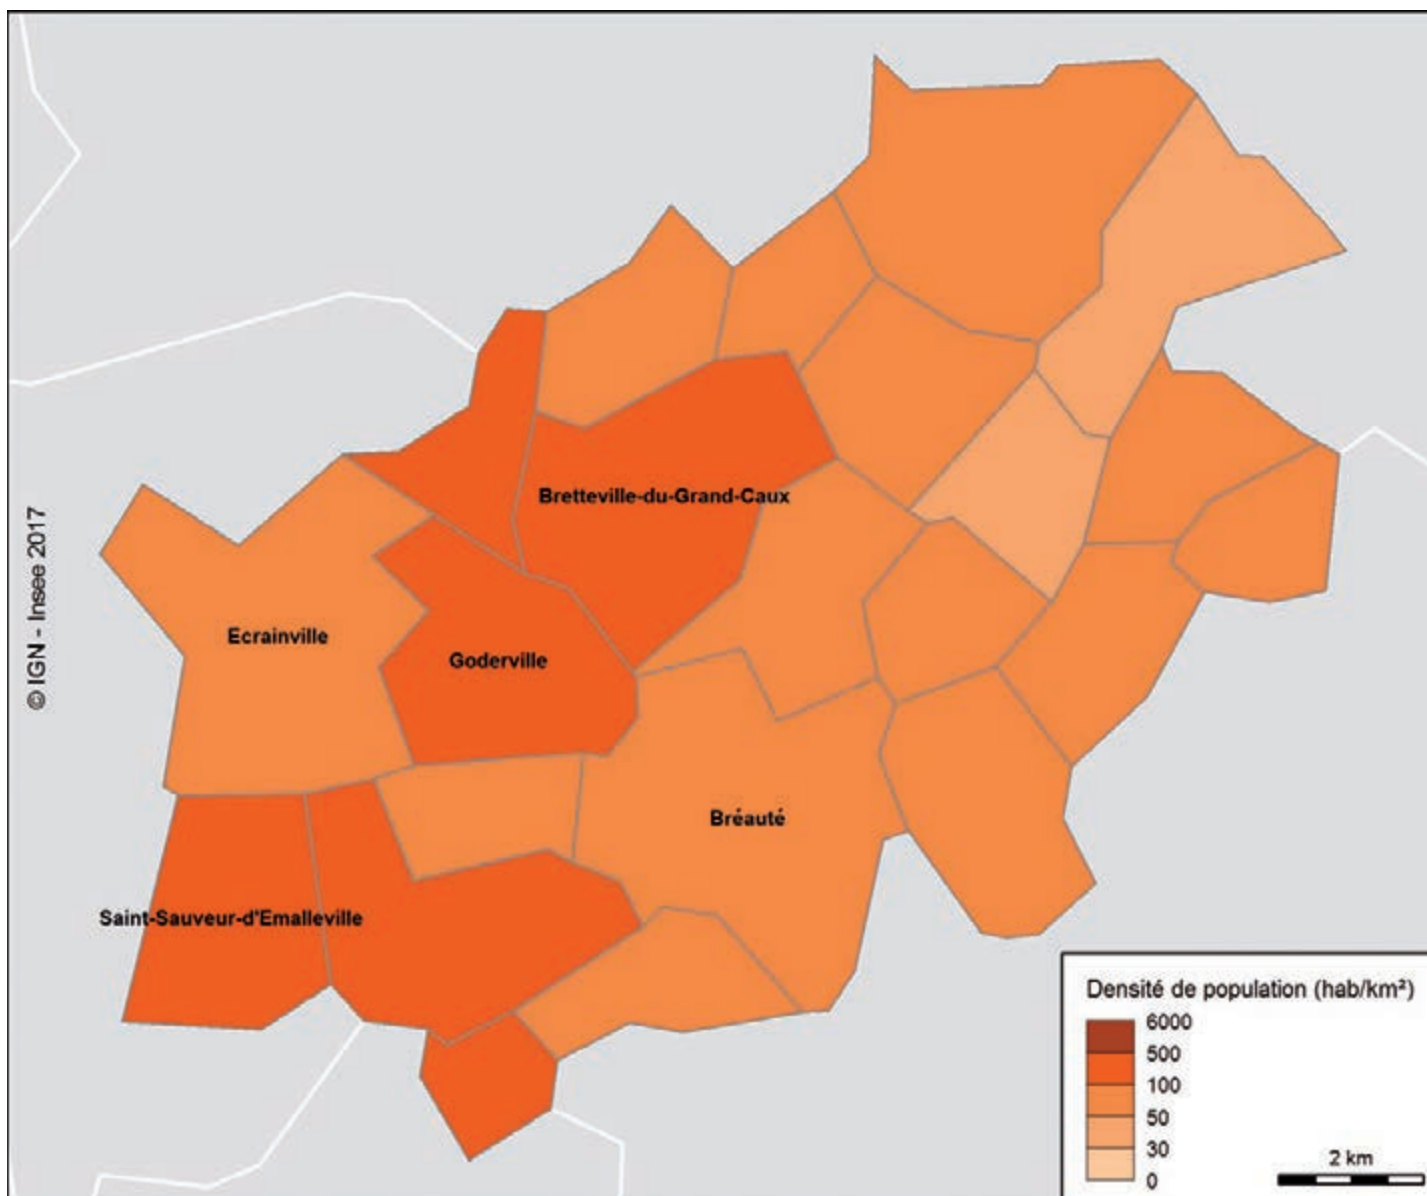 Bretteville-du-Grand-Caux
© IGN - Insee 2017
Ecrainville
Goderville
Bréauté
Saint-Sauveur-d'Emalleville
Densité de population (hab/km²)
6000
500
100
50
30
0
2 km